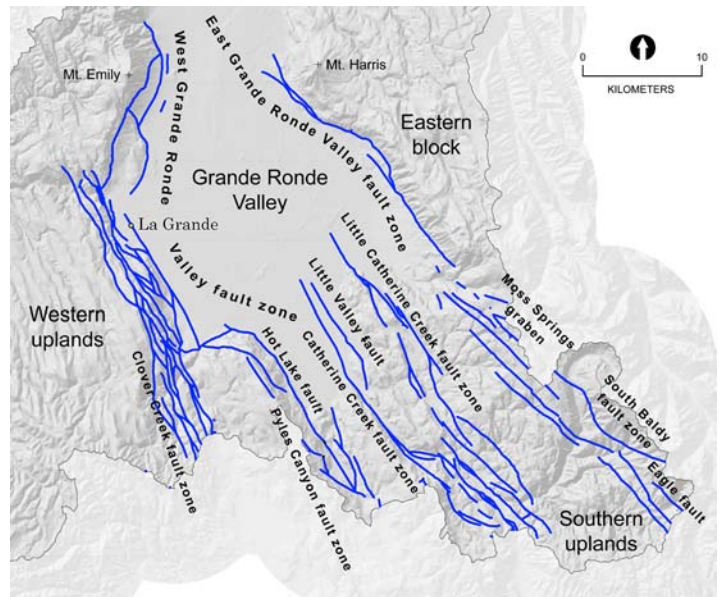 Mt. Emily
West Grande Ronde
Valley fault zone
East Grande Ronde Valley fault zone
Mt. Harris
0
10
KILOMETERS
Eastern
block
Grande Ronde
Valley
La Grande
Western
uplands
Clover Creek fault zone
Hot Lake fault
Pyles Canyon fault zone
Little Valley fault
Catherine Creek fault zone
Little Catherine Creek fault zone
Moss Springs
graben
South Baldy
fault zone
Eagle fault
Southern
uplands